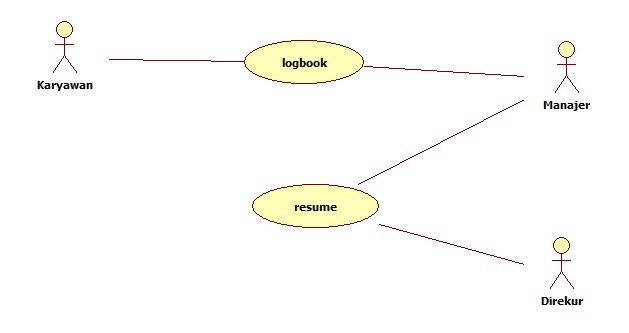 logbook
Karyawan
Manajer
resume
Direkur